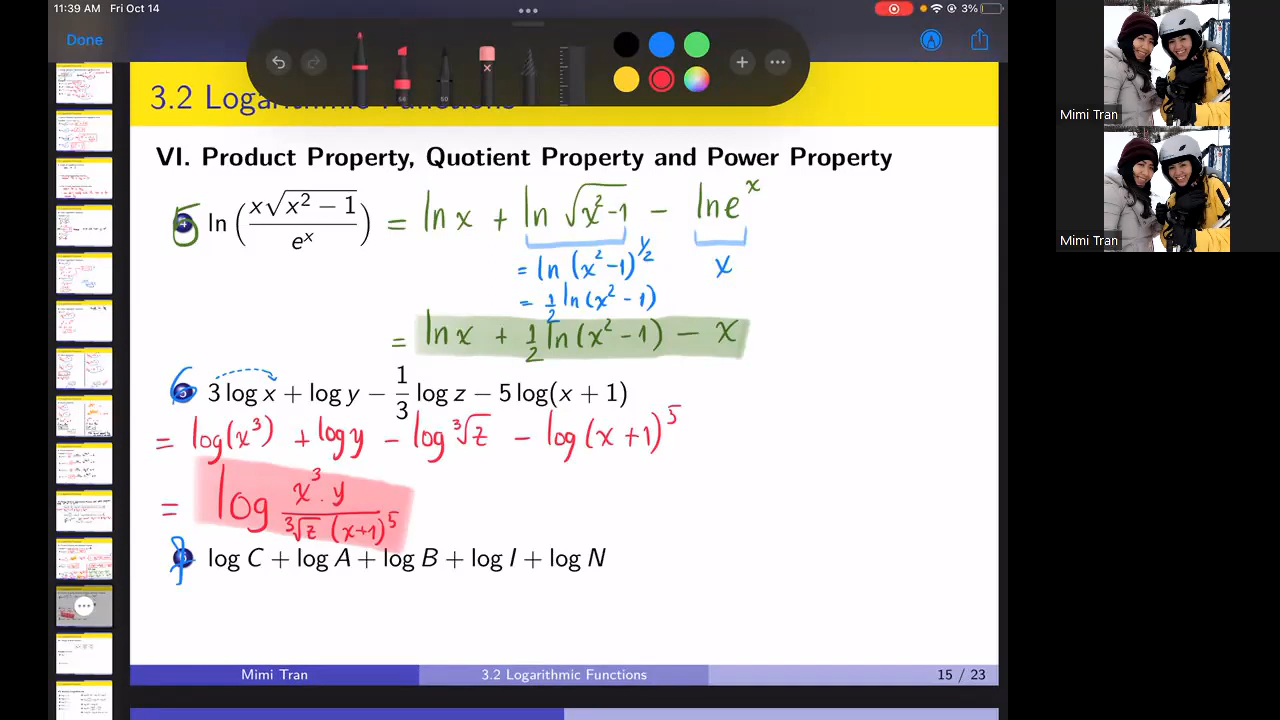 11:39 AM Fri Oct 14
3%
Done
3.2 Logarithmic Function
VI. Product Property, Quotient Property and Power Property
5 ln (x√x² − 1 / eˣ) = ln x + ln √x²-1 − ln eˣ
= ln (x² -1)^½ x
= ½ ln (x² - 1)
= ln x + ½ ln (x² -1) − x
6 3 log x + log y − 1/3 log z − 5 log(x + 1)
= log(x³) + log y − log ∛z − log (x +1)⁵
= log x³ . y / ∛z (x+1)⁵
log C + log A + log B + log I + log N
Mimi Tran 3.2 Logarithmic Functions 15 / 23
Mimi Tran
Mimi Tran